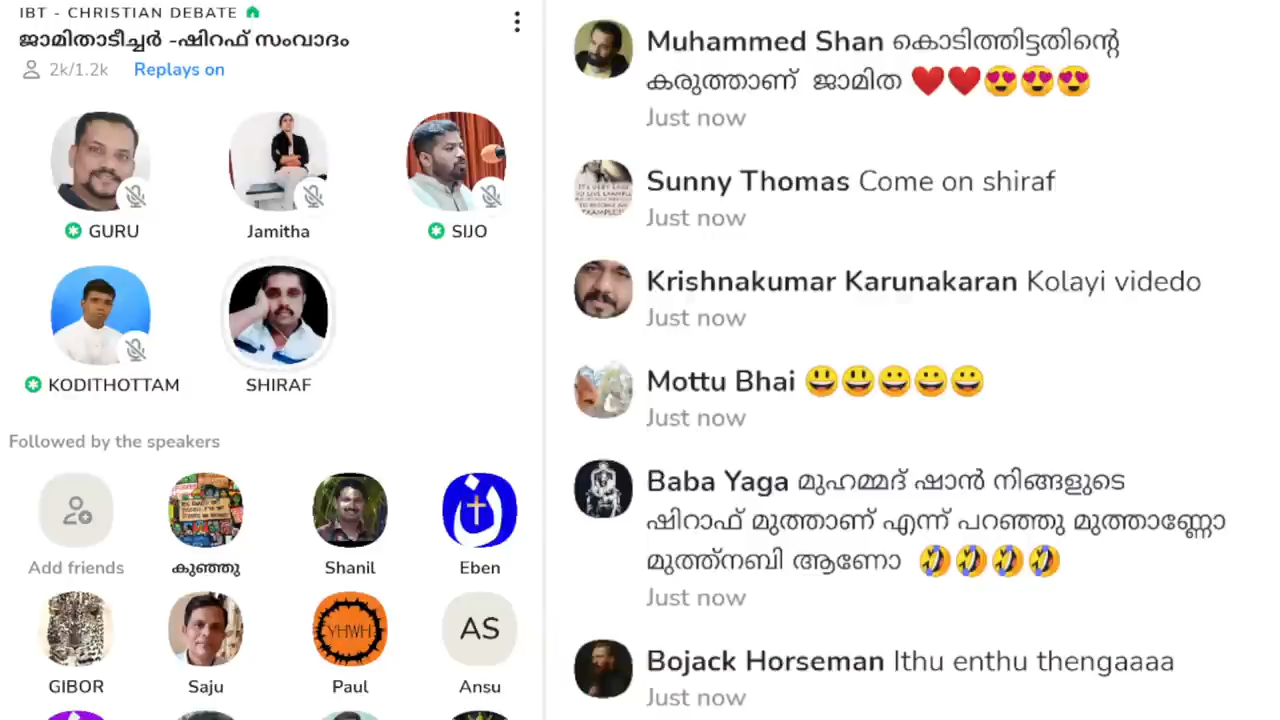 IBT - CHRISTIAN DEBATE
ജാമിതാടീച്ചർ -ഷിറഫ് സംവാദം
2k/1.2k Replays on
GURU Jamitha SIJO
KODITHOTTAM SHIRAF
Followed by the speakers
Add friends കുഞ്ഞു Shanil Eben
YHWH AS
GIBOR Saju Paul Ansu
Muhammed Shan കൊടിത്തിട്ടതിന്റെ
കരുത്താണ് ജാമിത ❤️❤️😍😍😍
Just now
Sunny Thomas Come on shiraf
Just now
Krishnakumar Karunakaran Kolayi videdo
Just now
Mottu Bhai 😃😃😀😀😀
Just now
Baba Yaga മുഹമ്മദ് ഷാൻ നിങ്ങളുടെ
ഷിറാഫ് മുത്താണ് എന്ന് പറഞ്ഞു മുത്താണ്ണോ
മുത്ത്നബി ആണോ 🤣🤣🤣🤣
Just now
Bojack Horseman Ithu enthu thengaaaa
Just now